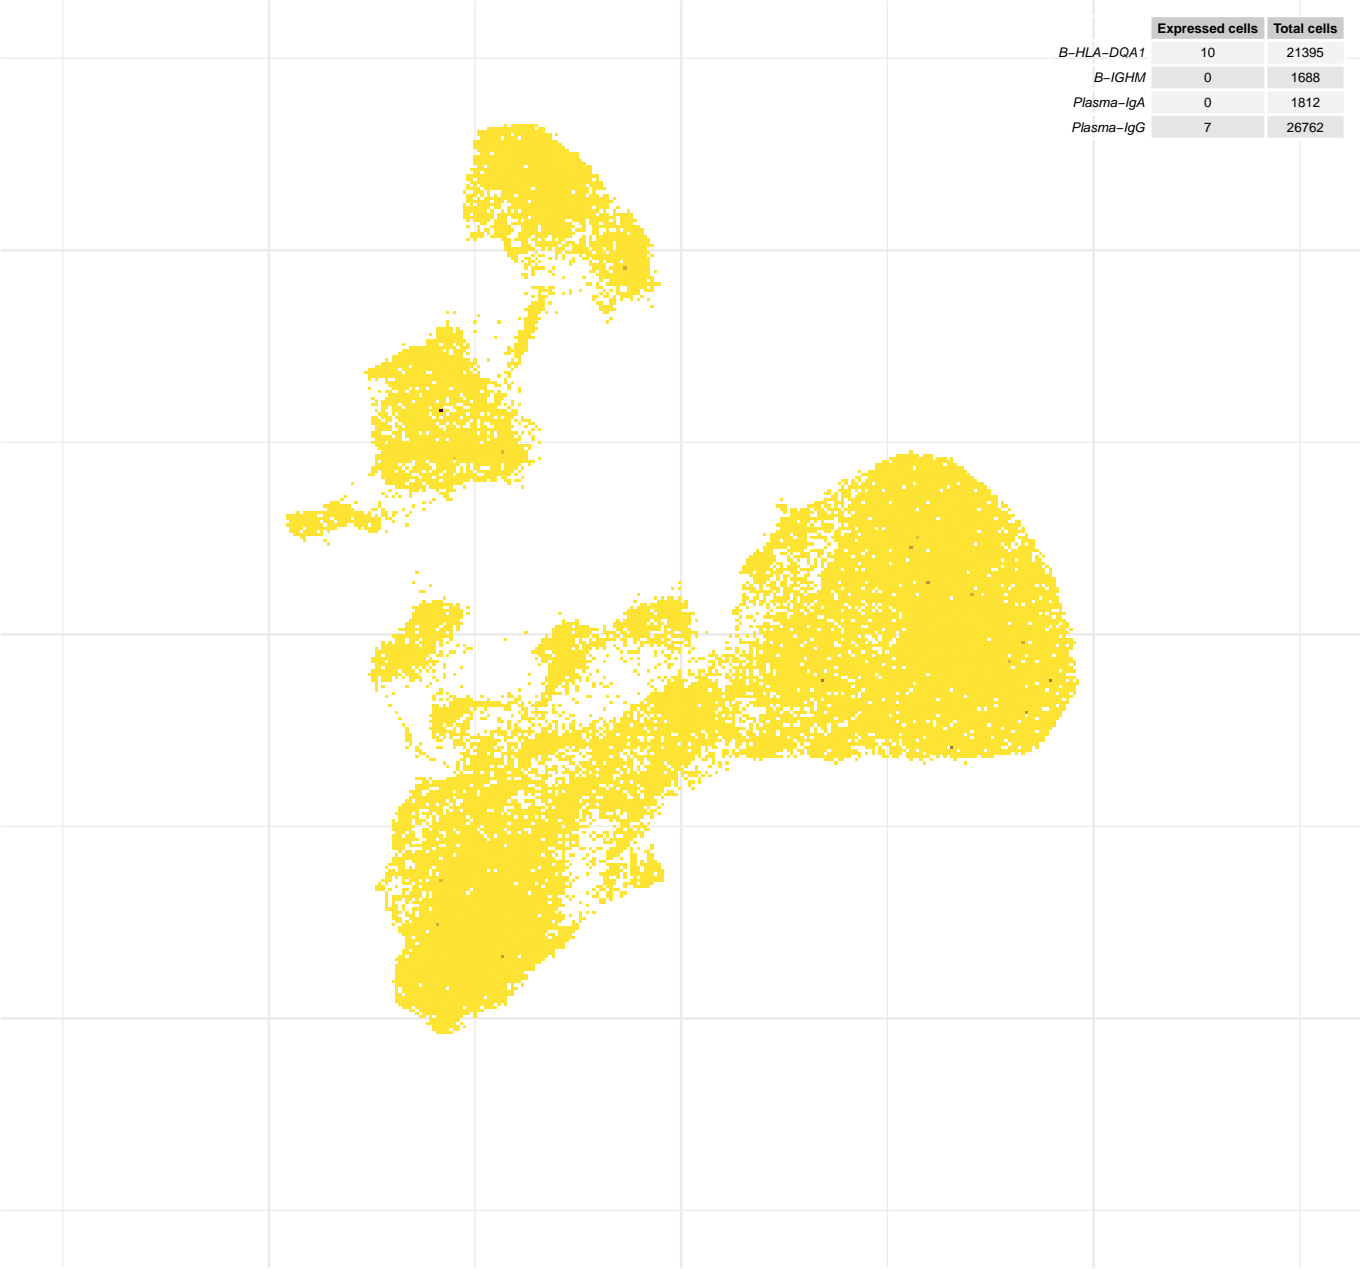 Expressed cells Total cells
B−HLA−DQA1 10 21395
B−IGHM 0 1688
Plasma−IgA 0 1812
Plasma−IgG 7 26762